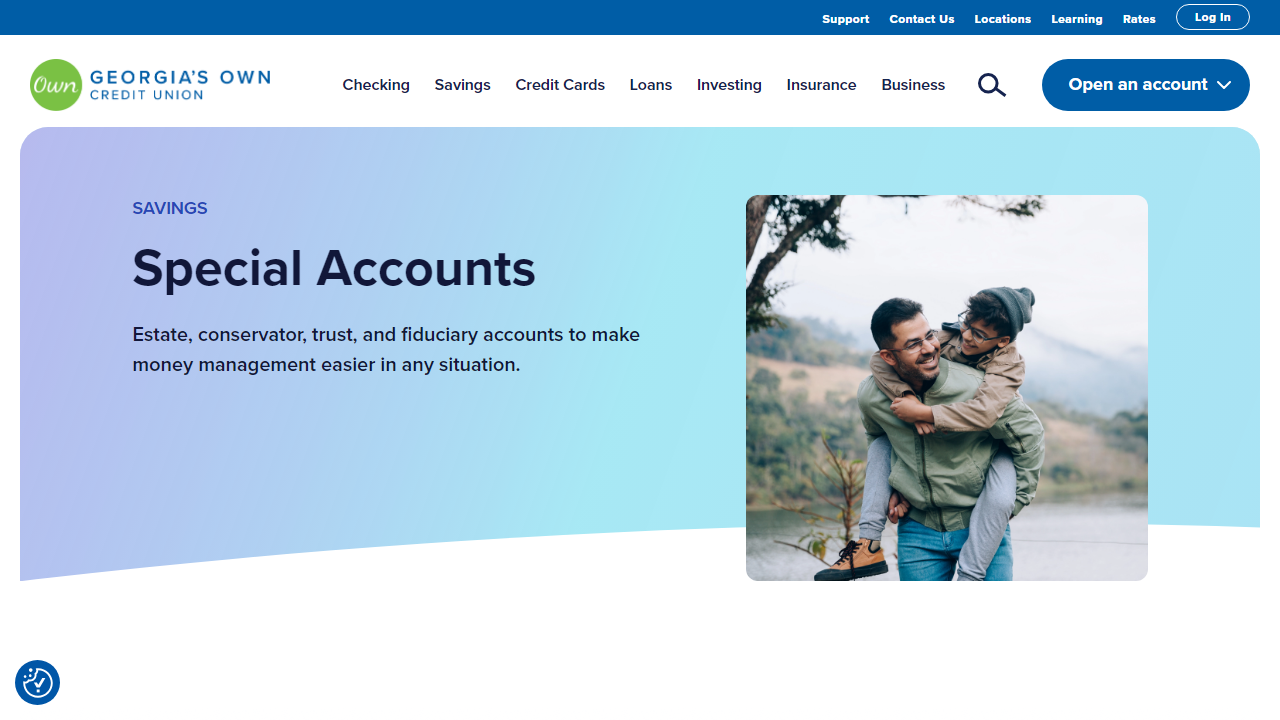 Support Contact Us Locations Learning Rates Log In
Own GEORGIA'S OWN
CREDIT UNION
Checking Savings Credit Cards Loans Investing Insurance Business Open an account
SAVINGS
Special Accounts
Estate, conservator, trust, and fiduciary accounts to make
money management easier in any situation.